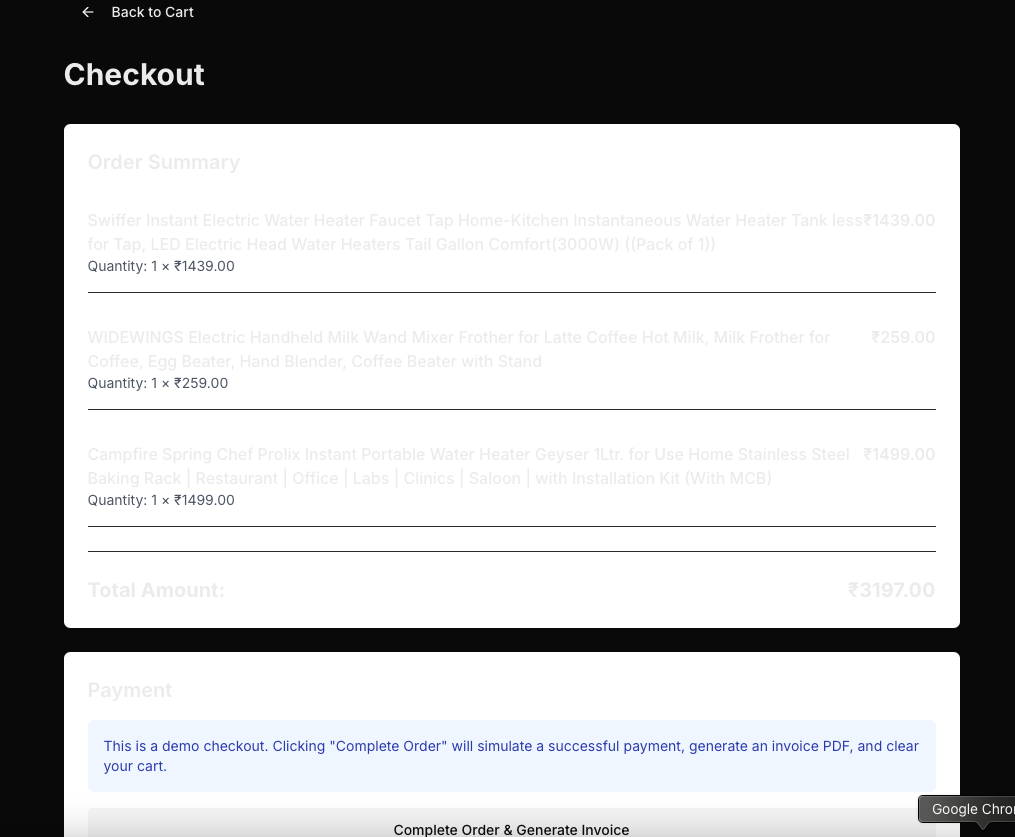 Back to Cart
Checkout
Order Summary
Swiffer Instant Electric Water Heater Faucet Tap Home-Kitchen Instantaneous Water Heater Tank less ₹1439.00
for Tap, LED Electric Head Water Heaters Tail Gallon Comfort(3000W) ((Pack of 1))
Quantity: 1 × ₹1439.00
WIDEWINGS Electric Handheld Milk Wand Mixer Frother for Latte Coffee Hot Milk, Milk Frother for ₹259.00
Coffee, Egg Beater, Hand Blender, Coffee Beater with Stand
Quantity: 1 × ₹259.00
Campfire Spring Chef Prolix Instant Portable Water Heater Geyser 1Ltr. for Use Home Stainless Steel ₹1499.00
Baking Rack | Restaurant | Office | Labs | Clinics | Saloon | with Installation Kit (With MCB)
Quantity: 1 × ₹1499.00
Total Amount: ₹3197.00
Payment
This is a demo checkout. Clicking "Complete Order" will simulate a successful payment, generate an invoice PDF, and clear
your cart.
Google Chro
Complete Order & Generate Invoice